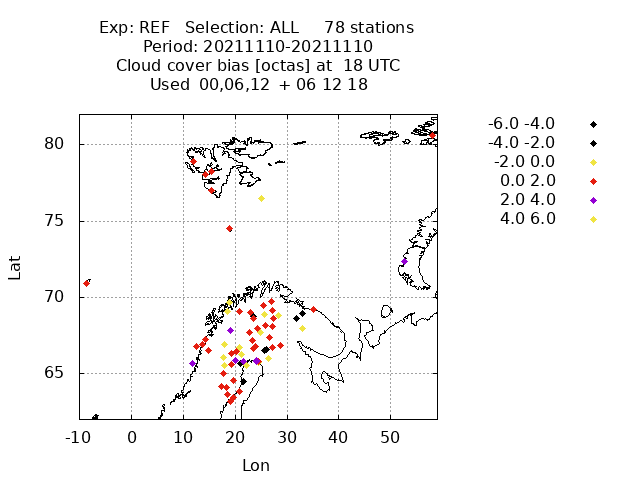 Exp: REF   Selection: ALL     78 stations
Period: 20211110-20211110
Cloud cover bias [octas] at  18 UTC
Used  00,06,12  + 06 12 18
-6.0 -4.0
-4.0 -2.0
-2.0 0.0
0.0 2.0
2.0 4.0
4.0 6.0
80
75
70
65
Lat
-10 0 10 20 30 40 50
Lon